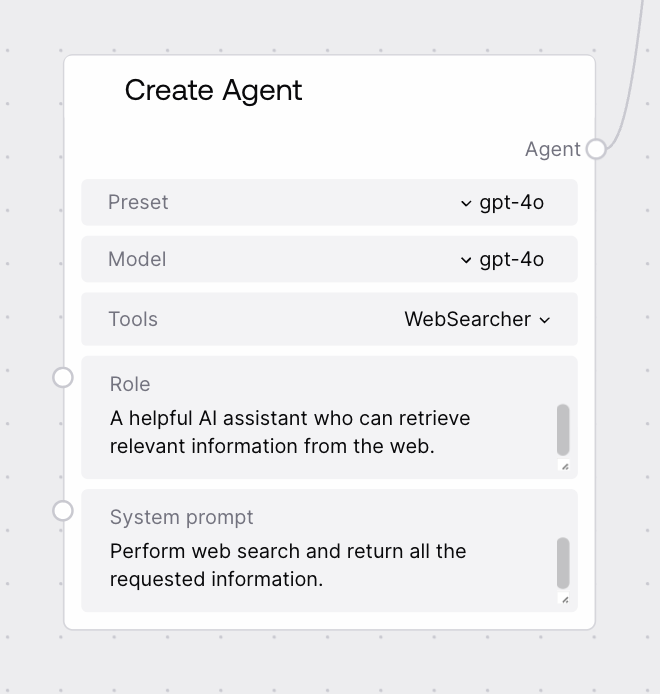 Create Agent
Agent
Preset gpt-4o
Model gpt-4o
Tools WebSearcher
Role
A helpful AI assistant who can retrieve
relevant information from the web.
System prompt
Perform web search and return all the
requested information.